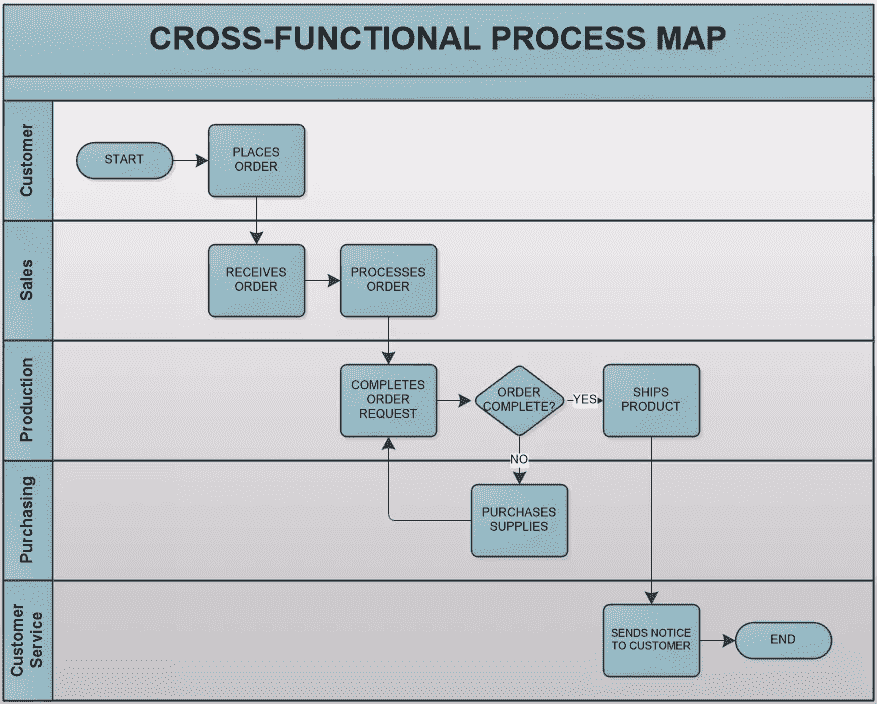 CROSS-FUNCTIONAL PROCESS MAP
Customer
START
PLACES
ORDER
Sales
RECEIVES
ORDER
PROCESSES
ORDER
Production
COMPLETES
ORDER
REQUEST
ORDER
COMPLETE?
YES
SHIPS
PRODUCT
NO
Purchasing
PURCHASES
SUPPLIES
Customer
Service
SENDS NOTICE
TO CUSTOMER
END